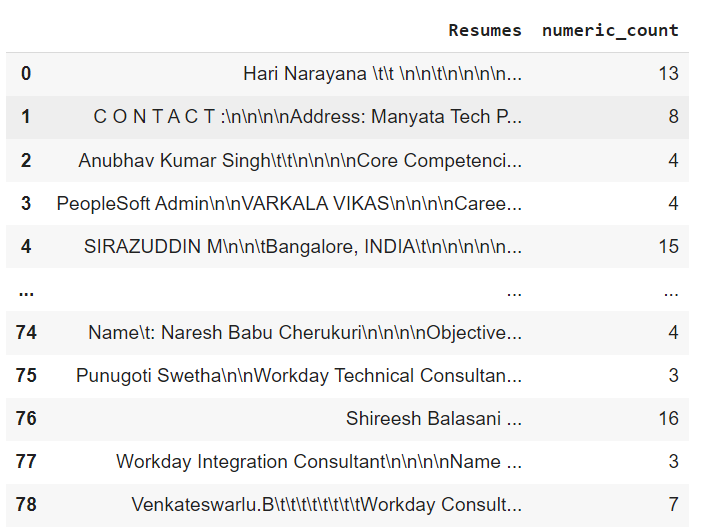 Resumes numeric_count
0 Hari Narayana \t\t \n\n\t\n\n\n\n... 13
1 C O N T A C T :\n\n\n\nAddress: Manyata Tech P... 8
2 Anubhav Kumar Singh\t\t\n\n\n\nCore Competenci... 4
3 PeopleSoft Admin\n\nVARKALA VIKAS\n\n\n\nCaree... 4
4 SIRAZUDDIN M\n\n\tBangalore, INDIA\t\n\n\n\n\n... 15
... ... ...
74 Name\t: Naresh Babu Cherukuri\n\n\n\nObjective... 4
75 Punugoti Swetha\n\nWorkday Technical Consultan... 3
76 Shireesh Balasani ... 16
77 Workday Integration Consultant\n\n\n\nName ... 3
78 Venkateswarlu.B\t\t\t\t\t\t\t\tWorkday Consult... 7